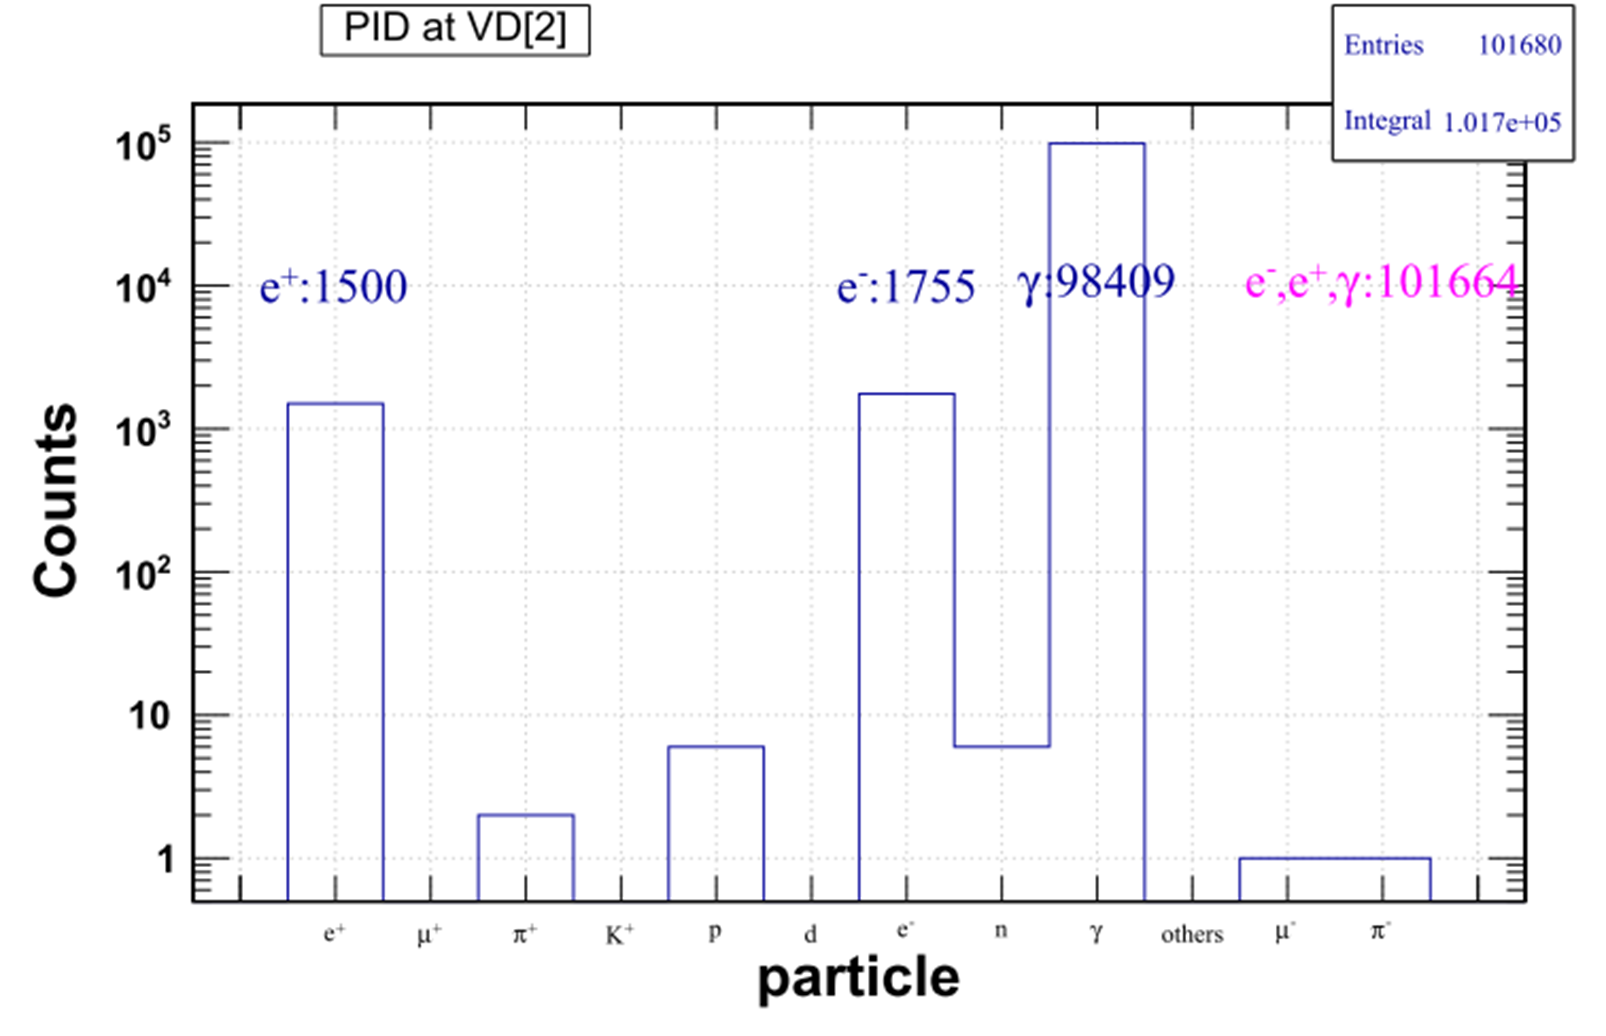 PID at VD[2]
Entries 101680
Integral 1.017e+05
10⁵
10⁴
10³
10²
10
1
Counts
e⁺:1500
e⁻:1755
γ:98409
e⁻,e⁺,γ:101664
e⁺ μ⁺ π⁺ K⁺ p d e⁻ n γ others μ⁻ π⁻
particle